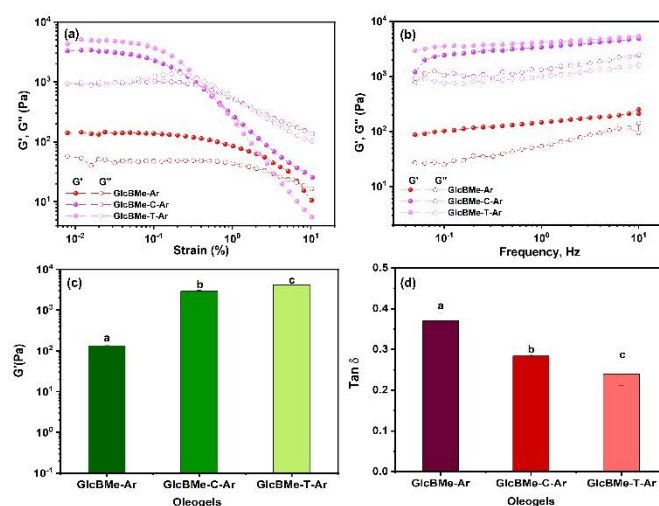 (a)
10⁵
10⁴
10³
10²
10¹
G', G'' (Pa)
G' G''
GlcBMe-Ar
GlcBMe-C-Ar
GlcBMe-T-Ar
10⁻² 10⁻¹ 10⁰ 10¹
Strain (%)
(b)
10⁴
10³
10²
10¹
G', G'' (Pa)
G' G''
GlcBMe-Ar
GlcBMe-C-Ar
GlcBMe-T-Ar
10⁻¹ 10⁰ 10¹
Frequency, Hz
(c)
10⁴
10³
10²
10¹
10⁰
10⁻¹
G'(Pa)
a b c
GlcBMe-Ar GlcBMe-C-Ar GlcBMe-T-Ar
Oleogels
(d)
0.5
0.4
0.3
0.2
0.1
0.0
Tan δ
a b c
GlcBMe-Ar GlcBMe-C-Ar GlcBMe-T-Ar
Oleogels